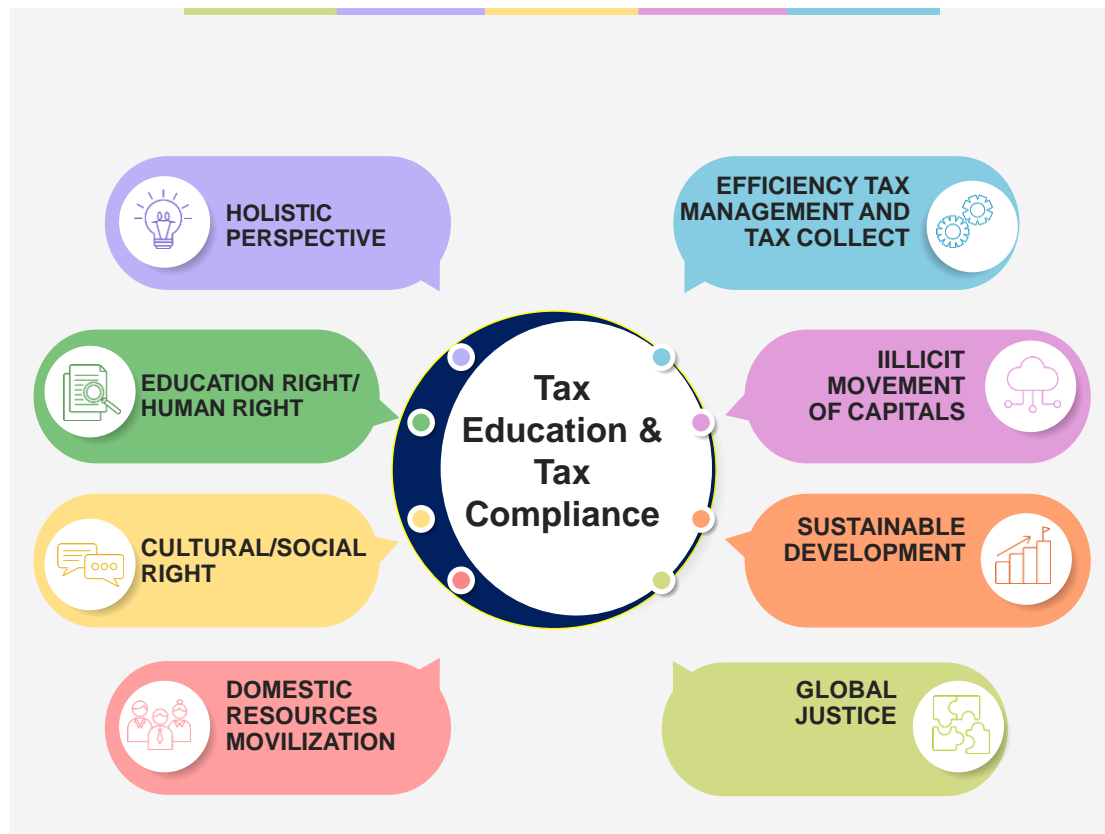 HOLISTIC
PERSPECTIVE
EDUCATION RIGHT/
HUMAN RIGHT
CULTURAL/SOCIAL
RIGHT
DOMESTIC
RESOURCES
MOVILIZATION
Tax
Education &
Tax
Compliance
EFFICIENCY TAX
MANAGEMENT AND
TAX COLLECT
IILLICIT
MOVEMENT
OF CAPITALS
SUSTAINABLE
DEVELOPMENT
GLOBAL
JUSTICE